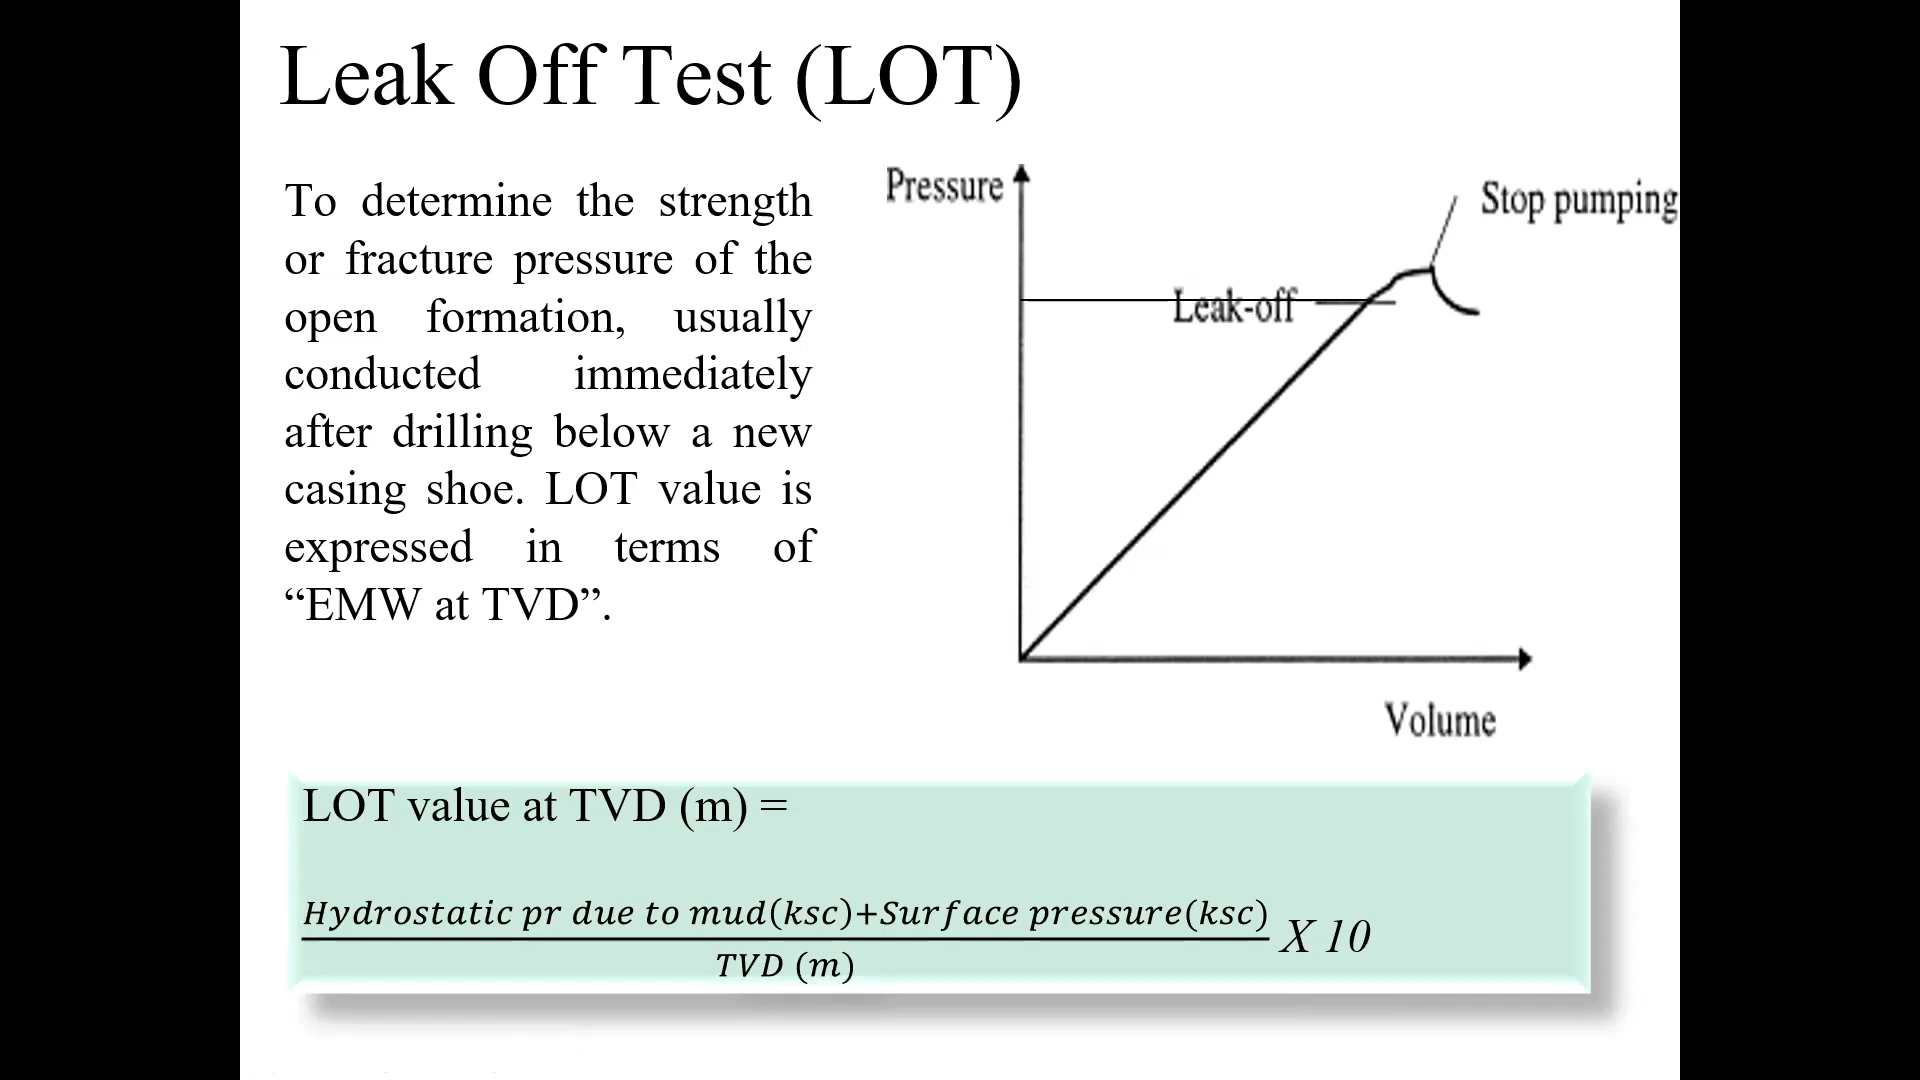 Leak Off Test (LOT)
To determine the strength
or fracture pressure of the
open formation, usually
conducted immediately
after drilling below a new
casing shoe. LOT value is
expressed in terms of
“EMW at TVD”.
Pressure
Stop pumping
Leak-off
Volume
LOT value at TVD (m) =
Hydrostatic pr due to mud(ksc)+Surface pressure(ksc)
X 10
TVD (m)